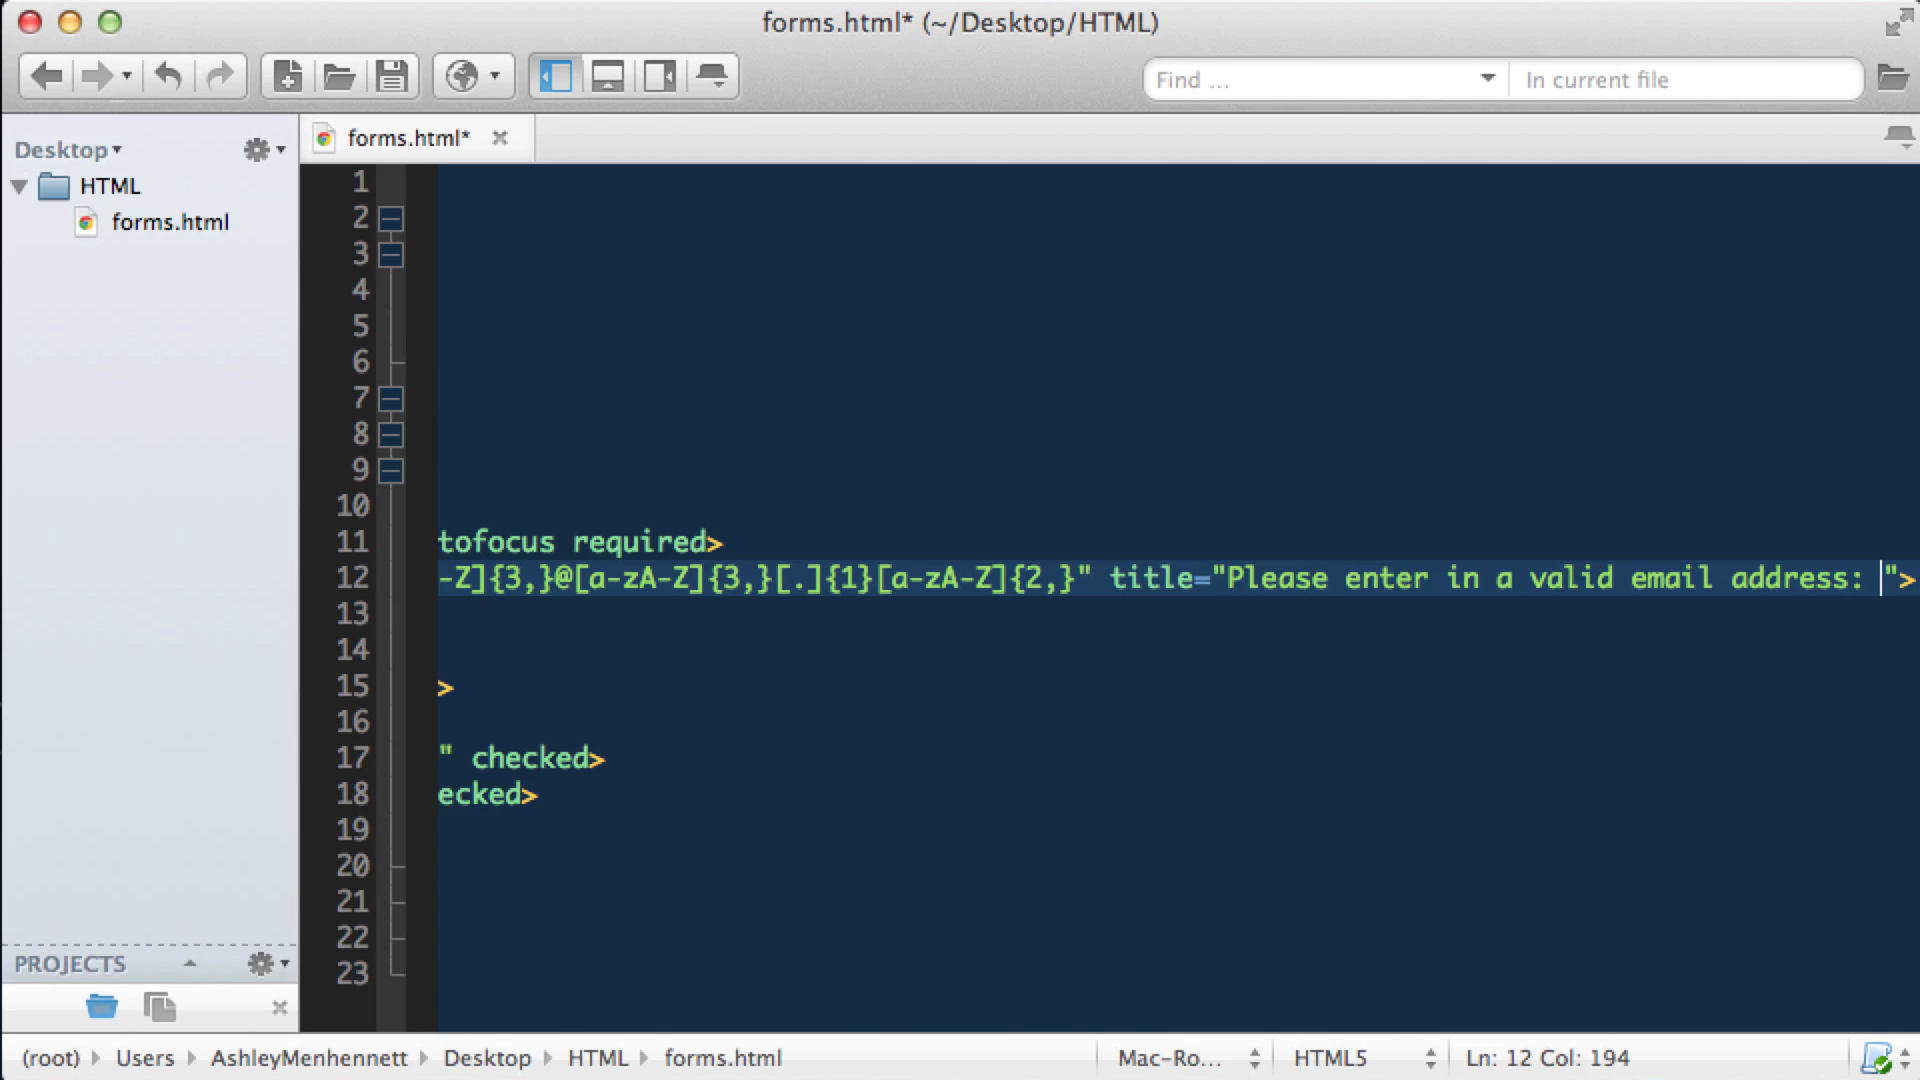 forms.html* (~/Desktop/HTML)
Find ...
In current file
Desktop
forms.html*
HTML
forms.html
1
2
3
4
5
6
7
8
9
10
11 tofocus required>
12 -Z]{3,}@[a-zA-Z]{3,}[.]{1}[a-zA-Z]{2,}" title="Please enter in a valid email address: ">
13
14
15 >
16
17 " checked>
18 ecked>
19
20
21
22
23
PROJECTS
(root) Users AshleyMenhennett Desktop HTML forms.html
Mac-Ro... HTML5 Ln: 12 Col: 194